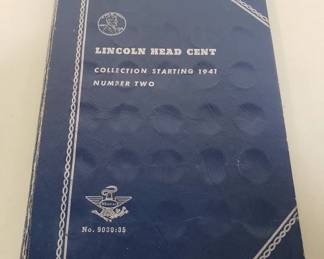 LINCOLN HEAD CENT
COLLECTION STARTING 1941
NUMBER TWO
No. 9030:35